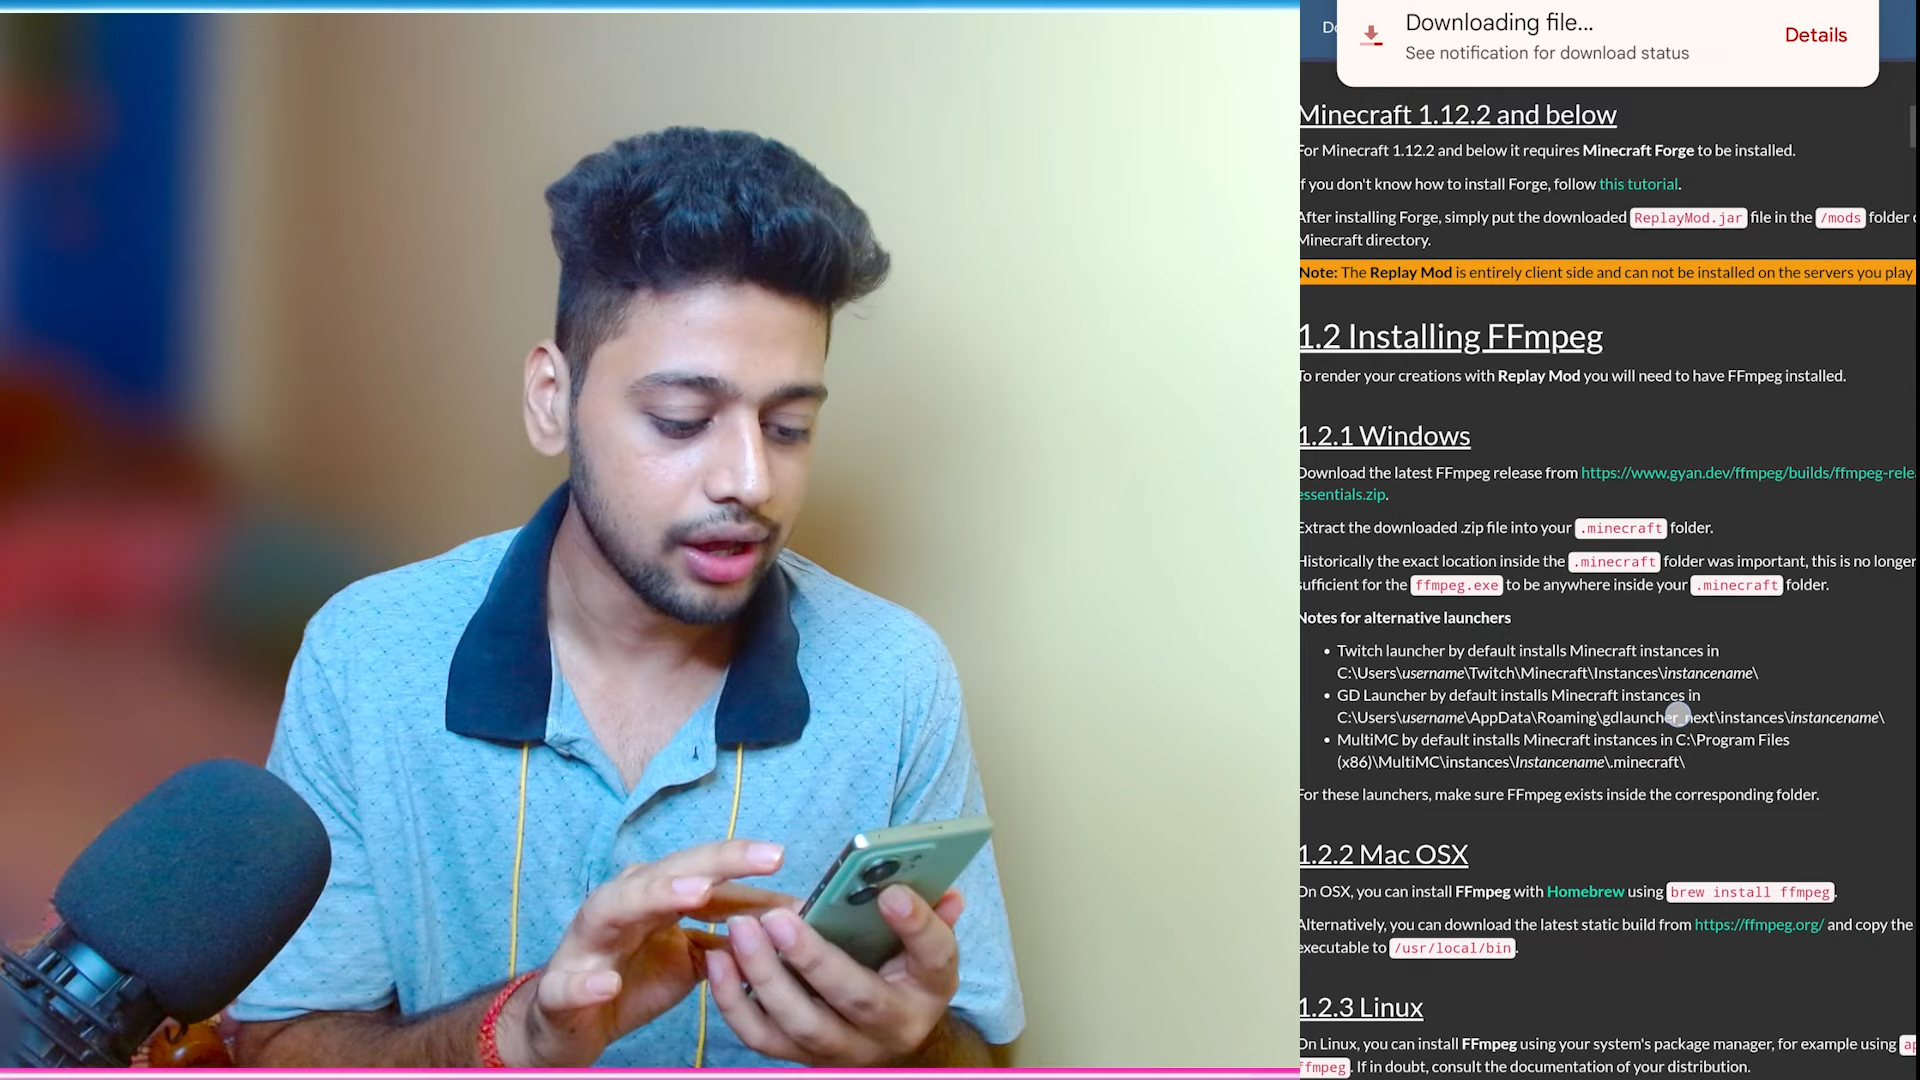 Downloading file...
See notification for download status
Details
Minecraft 1.12.2 and below
For Minecraft 1.12.2 and below it requires Minecraft Forge to be installed.
If you don't know how to install Forge, follow this tutorial.
After installing Forge, simply put the downloaded ReplayMod.jar file in the /mods folder
Minecraft directory.
Note: The Replay Mod is entirely client side and can not be installed on the servers you play
1.2 Installing FFmpeg
To render your creations with Replay Mod you will need to have FFmpeg installed.
1.2.1 Windows
Download the latest FFmpeg release from https://www.gyan.dev/ffmpeg/builds/ffmpeg-rele
essentials.zip.
Extract the downloaded .zip file into your .minecraft folder.
Historically the exact location inside the .minecraft folder was important, this is no longer
sufficient for the ffmpeg.exe to be anywhere inside your .minecraft folder.
Notes for alternative launchers
• Twitch launcher by default installs Minecraft instances in
C:\Users\username\Twitch\Minecraft\Instances\instancename\
• GD Launcher by default installs Minecraft instances in
C:\Users\username\AppData\Roaming\gdlauncher_next\instances\instancename\
• MultiMC by default installs Minecraft instances in C:\Program Files
(x86)\MultiMC\instances\Instancename\.minecraft\
For these launchers, make sure FFmpeg exists inside the corresponding folder.
1.2.2 Mac OSX
On OSX, you can install FFmpeg with Homebrew using brew install ffmpeg.
Alternatively, you can download the latest static build from https://ffmpeg.org/ and copy the
executable to /usr/local/bin.
1.2.3 Linux
On Linux, you can install FFmpeg using your system's package manager, for example using
ffmpeg. If in doubt, consult the documentation of your distribution.